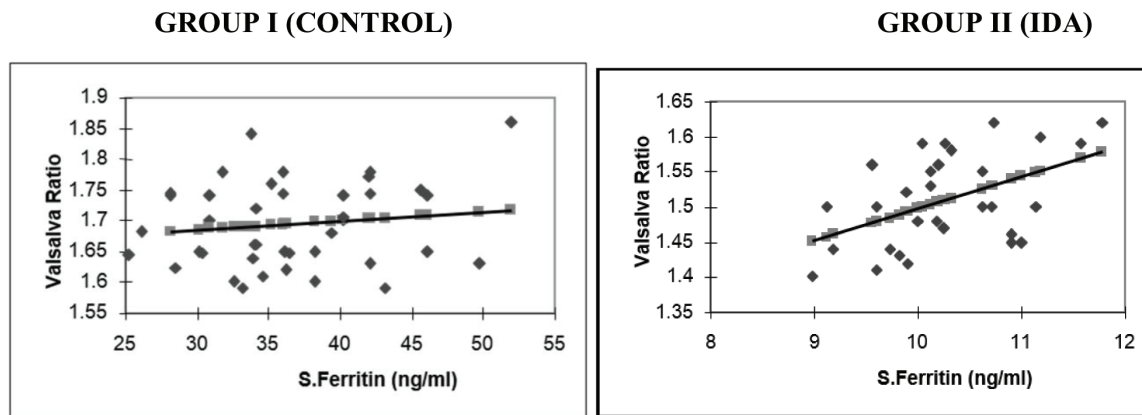 GROUP I (CONTROL)
GROUP II (IDA)
1.9
1.85
1.8
1.75
1.7
1.65
1.6
1.55
Valsalva Ratio
25 30 35 40 45 50 55
S.Ferritin (ng/ml)
1.65
1.6
1.55
1.5
1.45
1.4
1.35
Valsalva Ratio
8 9 10 11 12
S.Ferritin (ng/ml)